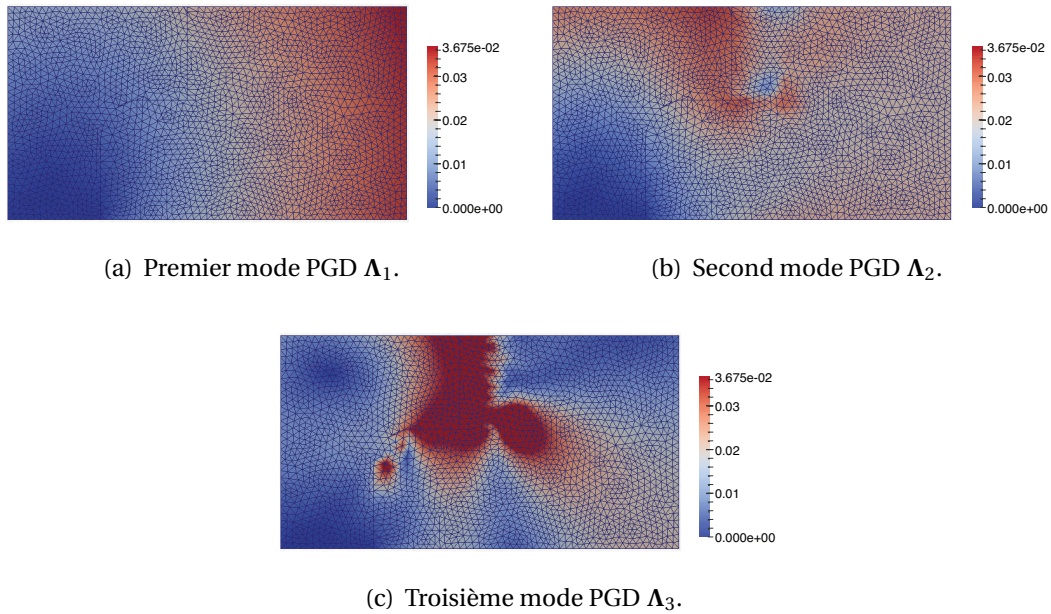 3.675e-02
0.03
0.02
0.01
0.000e+00
(a) Premier mode PGD Λ₁.
3.675e-02
0.03
0.02
0.01
0.000e+00
(b) Second mode PGD Λ₂.
3.675e-02
0.03
0.02
0.01
0.000e+00
(c) Troisième mode PGD Λ₃.